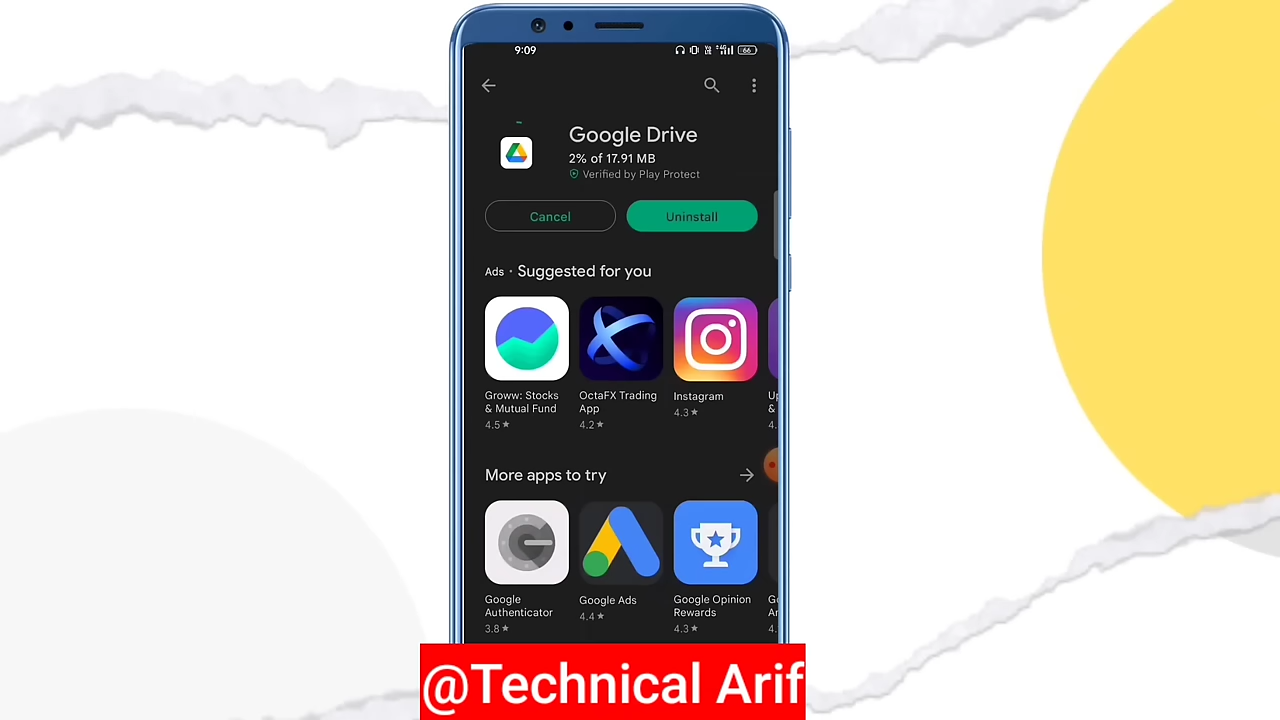 9:09
66
Google Drive
2% of 17.91 MB
Verified by Play Protect
Cancel
Uninstall
Ads · Suggested for you
Groww: Stocks
& Mutual Fund
4.5★
OctaFX Trading
App
4.2★
Instagram
4.3★
More apps to try
Google
Authenticator
3.8★
Google Ads
4.4★
Google Opinion
Rewards
4.3★
@Technical Arif